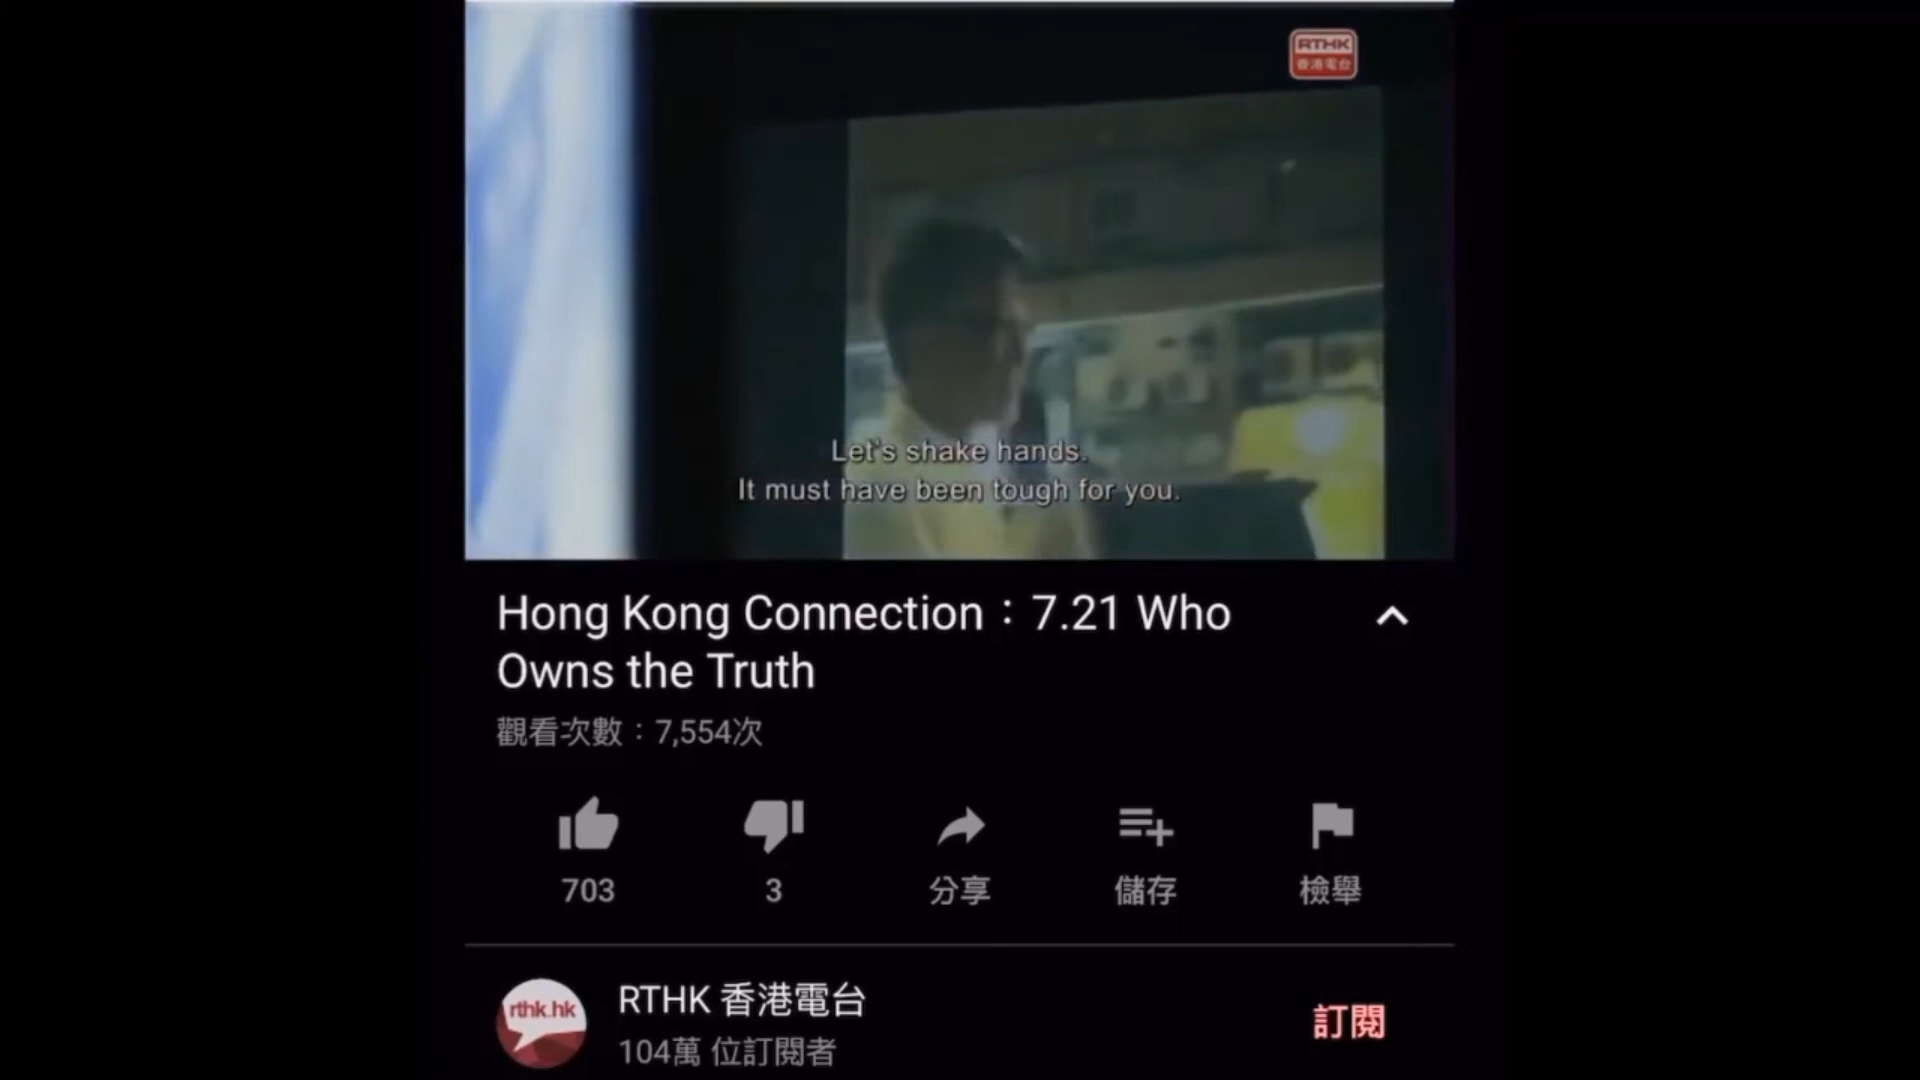 RTHK
香港電台
Let's shake hands.
It must have been tough for you.
Hong Kong Connection：7.21 Who
Owns the Truth
觀看次數：7,554次
703
3
分享
儲存
檢舉
rthk.hk
RTHK 香港電台
104萬 位訂閱者
訂閱